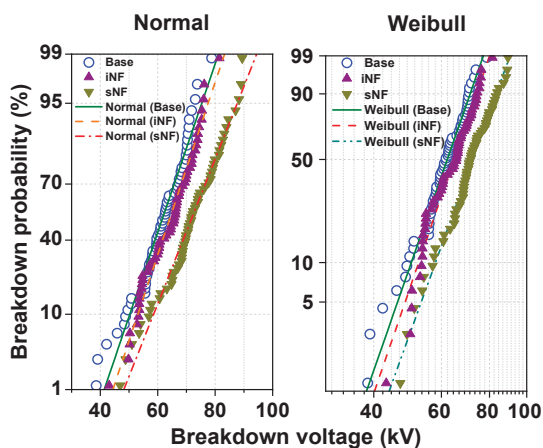 Normal
Weibull
Breakdown probability (%)
99
95
70
40
10
1
Base
iNF
sNF
Normal (Base)
Normal (iNF)
Normal (sNF)
40
60
80
100
99
90
50
10
5
Base
iNF
sNF
Weibull (Base)
Weibull (iNF)
Weibull (sNF)
40
60
80
100
Breakdown voltage (kV)